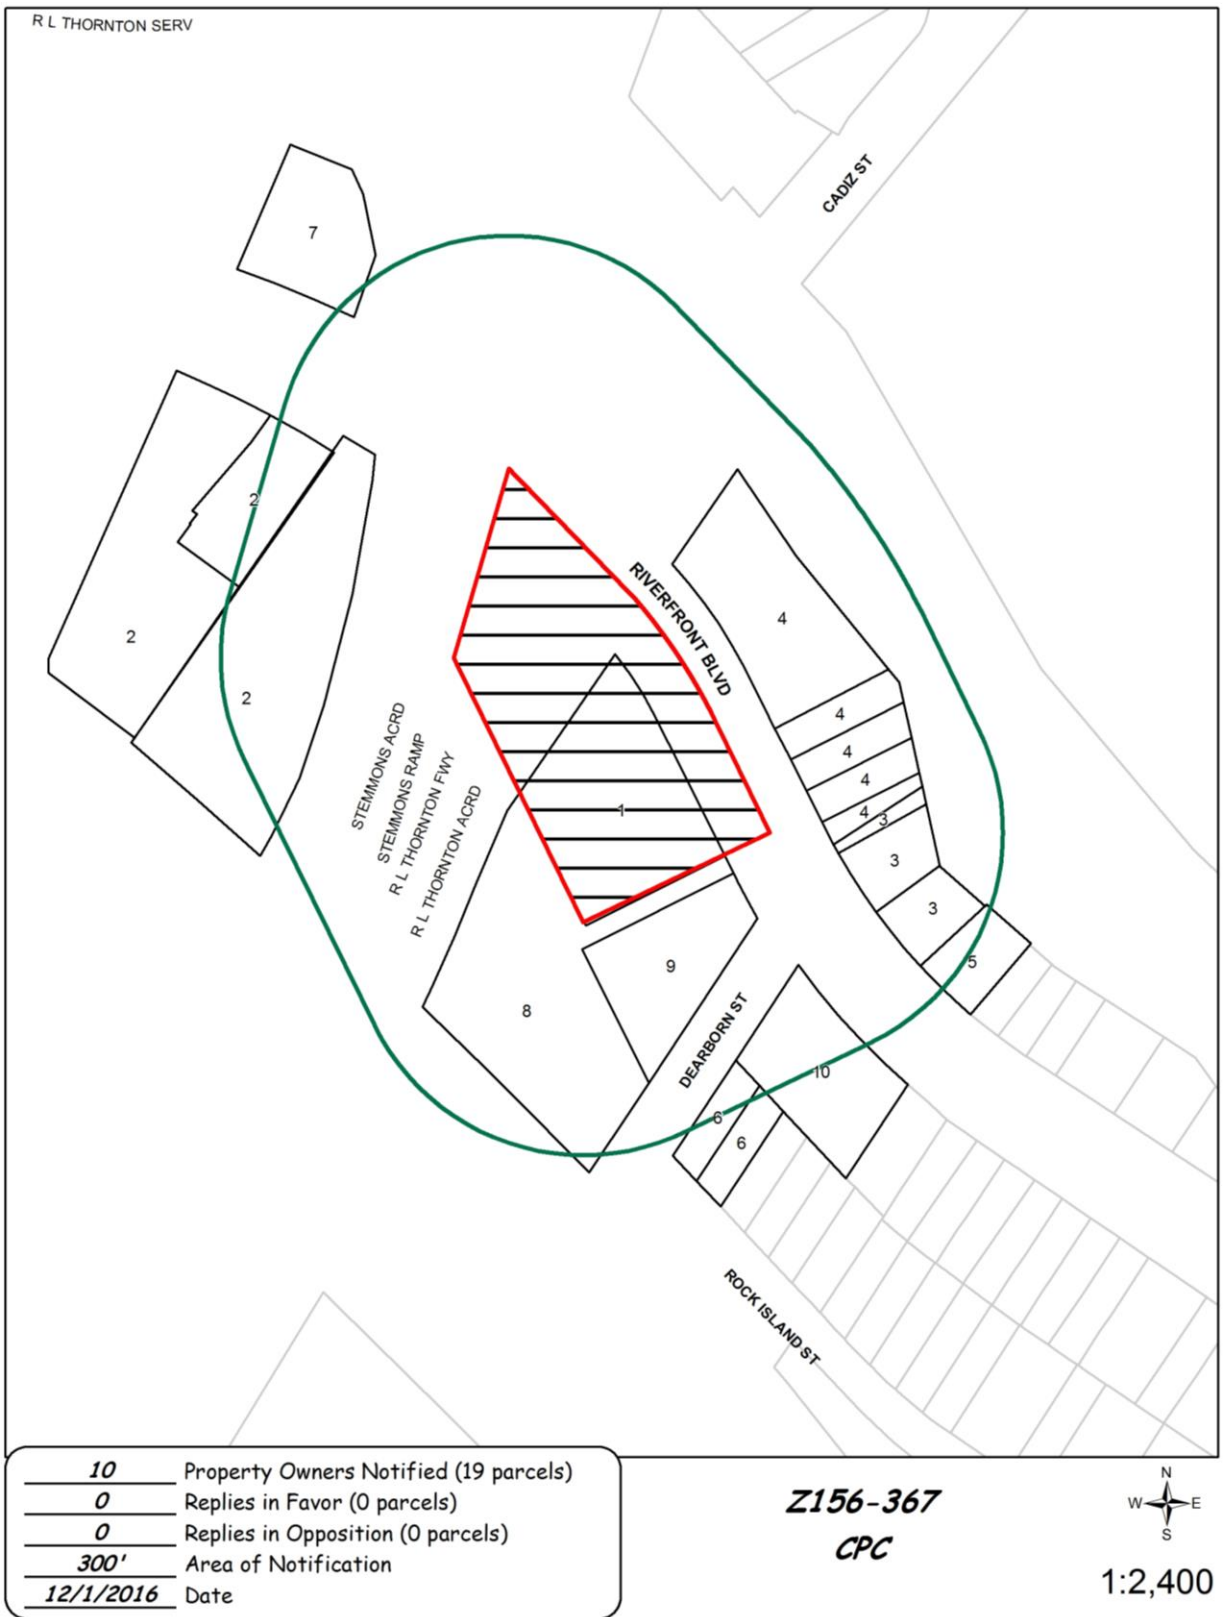 R L THORNTON SERV
CADIZ ST
7
2
2
2
RIVERFRONT BLVD
4
4
4
4
4
3
3
3
5
STEMMONS ACRD
STEMMONS RAMP
R L THORNTON FWY
R L THORNTON ACRD
1
9
8
DEARBORN ST
10
6
6
ROCK ISLAND ST
10 Property Owners Notified (19 parcels)
0 Replies in Favor (0 parcels)
0 Replies in Opposition (0 parcels)
300' Area of Notification
12/1/2016 Date
Z156-367
CPC
N
W E
S
1:2,400